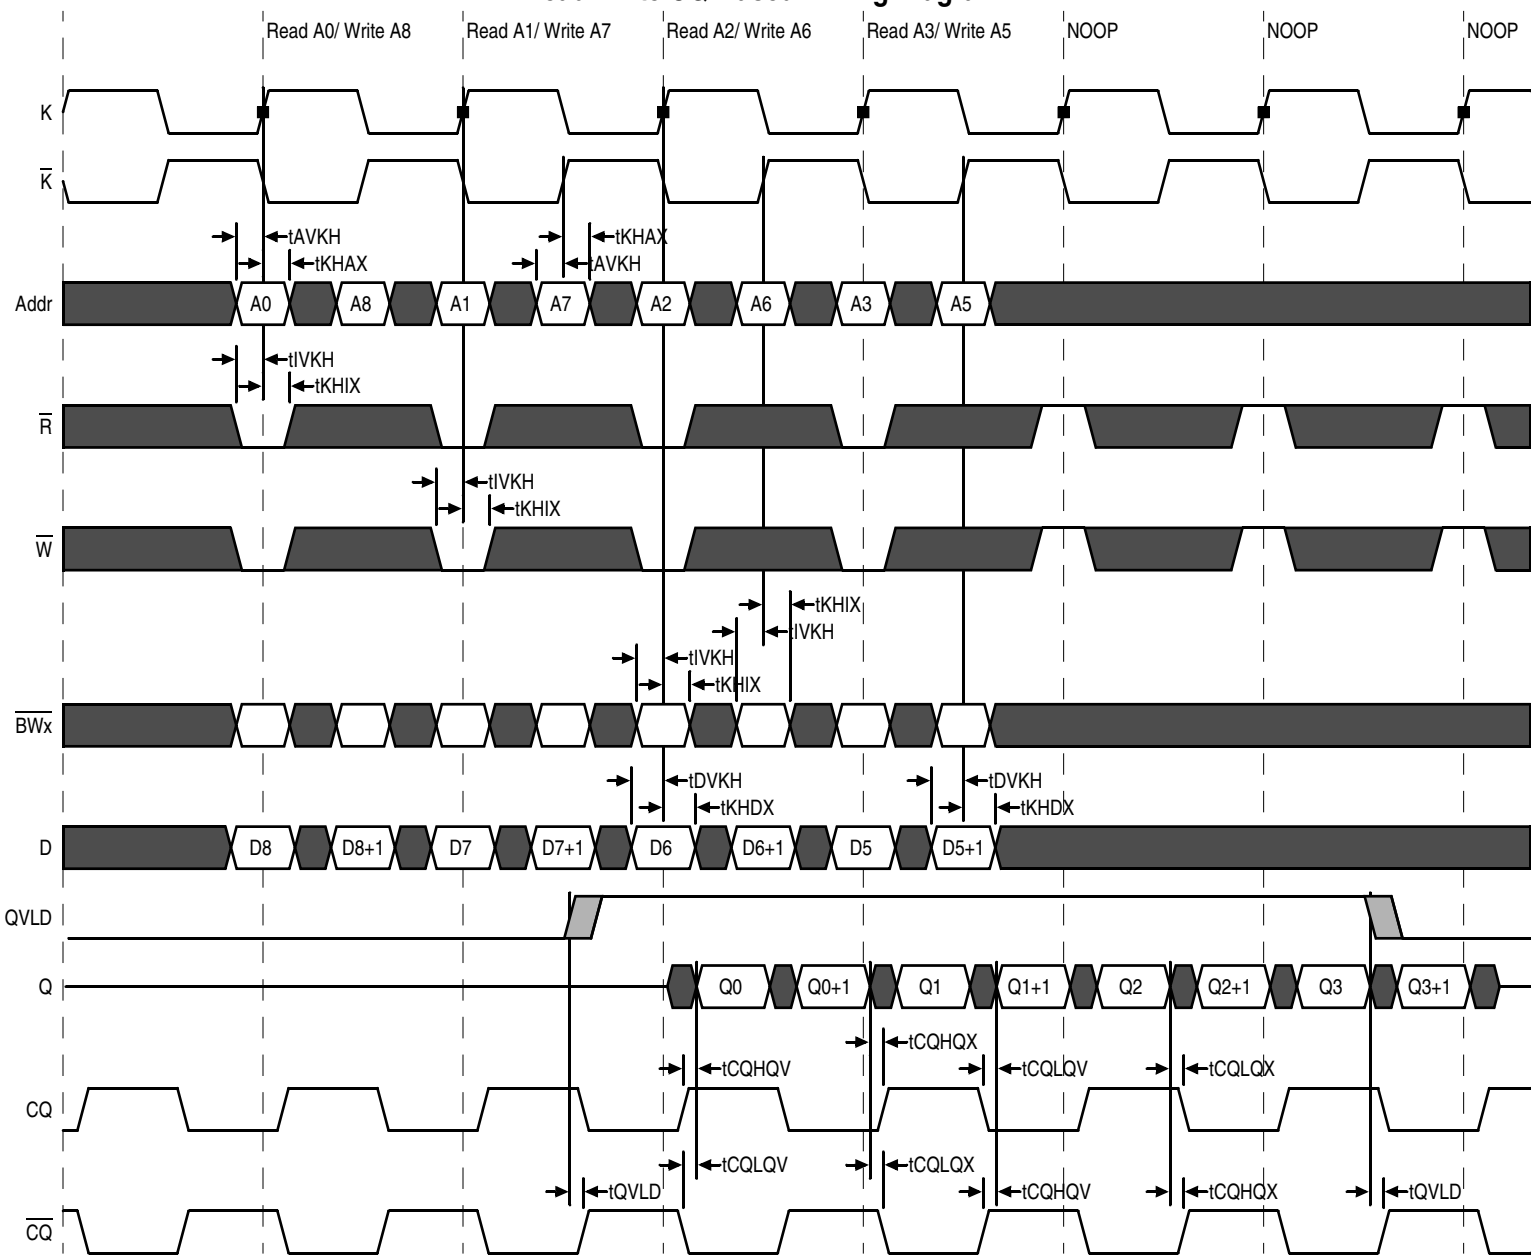 Read A0/ Write A8 Read A1/ Write A7 Read A2/ Write A6 Read A3/ Write A5 NOOP NOOP NOOP
K
K
tAVKH tKHAX
tKHAX tAVKH
Addr A0 A8 A1 A7 A2 A6 A3 A5
tIVKH
tKHIX
R
tIVKH
tKHIX
W
tKHIX
tIVKH
tIVKH
tKHIX
BWx
tDVKH tDVKH
tKHDX tKHDX
D D8 D8+1 D7 D7+1 D6 D6+1 D5 D5+1
QVLD
Q Q0 Q0+1 Q1 Q1+1 Q2 Q2+1 Q3 Q3+1
tCQHQX
tCQHQV tCQLQV tCQLQX
CQ
tCQLQV tCQLQX
tQVLD tCQHQV tCQHQX tQVLD
CQ